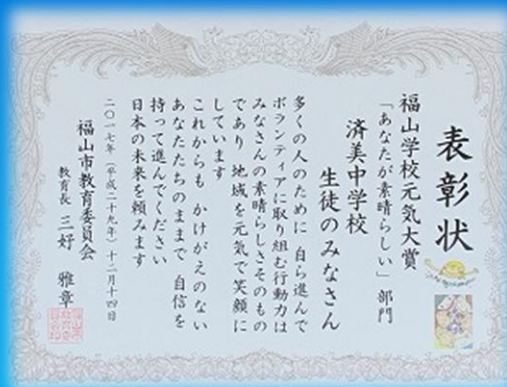 表彰状
福山学校元気大賞
「あなたが素晴らしい」部門
済美中学校
生徒のみなさん
多くの人のために 自ら進んで
ボランティアに取り組む行動力は
みなさんの素晴らしさそのもの
であり 地域を元気で笑顔に
しています
これからも かけがえのない
あなたたちのままで 自信を
持って進んでください
日本の未来を頼みます
二〇一七年(平成二十九年)十二月十四日
福山市教育委員会
教育長 三好 雅章